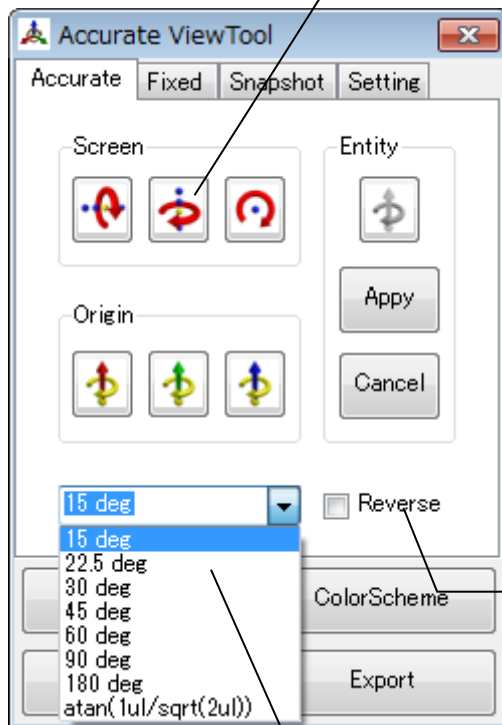 Accurate ViewTool
Accurate Fixed Snapshot Setting
Screen
Entity
Appy
Origin
Cancel
15 deg
Reverse
15 deg
22.5 deg
30 deg
45 deg
60 deg
90 deg
180 deg
atan(1ul/sqrt(2ul))
ColorScheme
Export